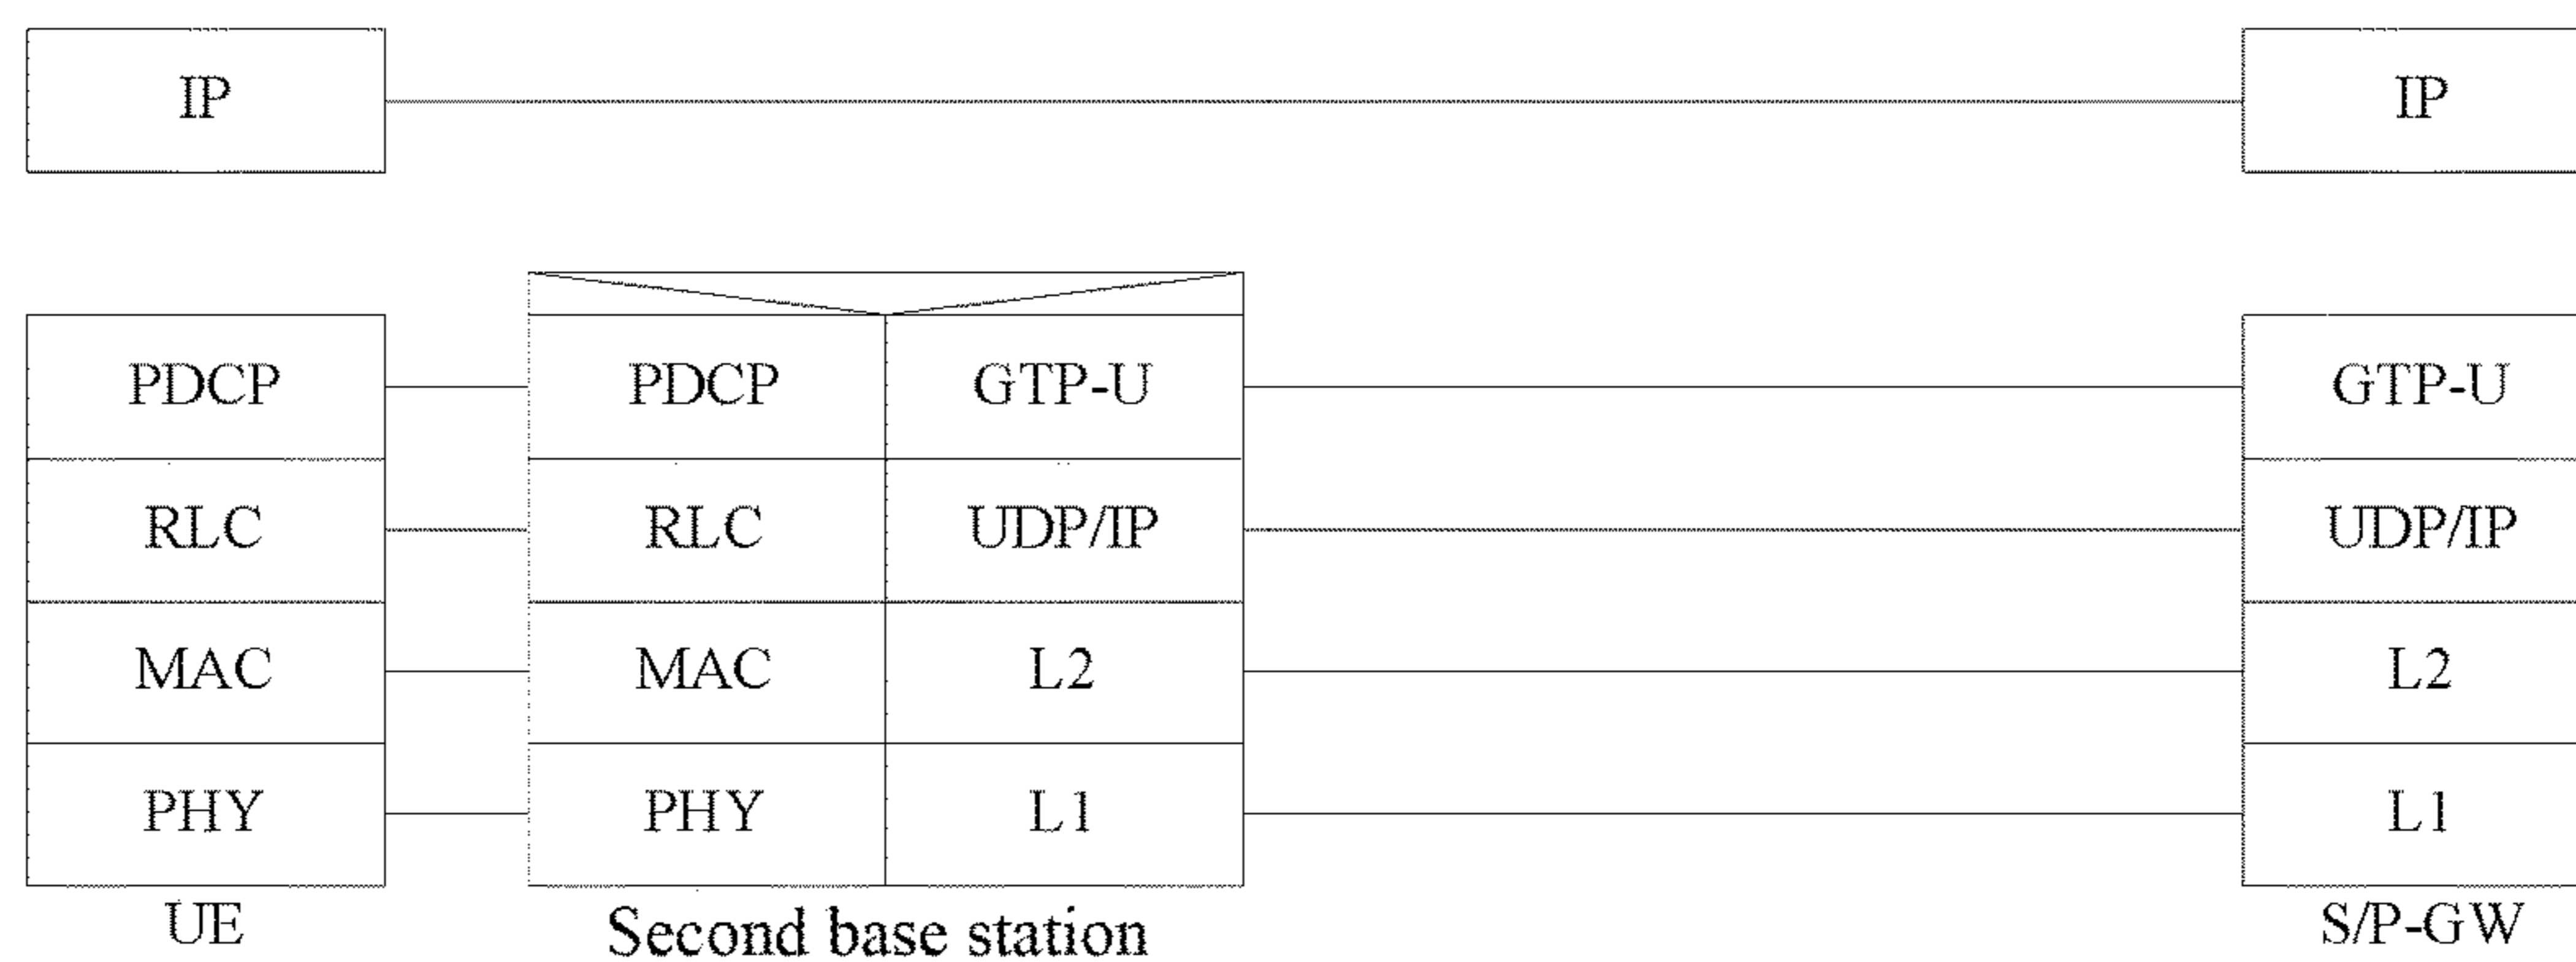 IP IP
PDCP PDCP GTP-U GTP-U
RLC RLC UDP/IP UDP/IP
MAC MAC L2 L2
PHY PHY L1 L1
UE Second base station S/P-GW